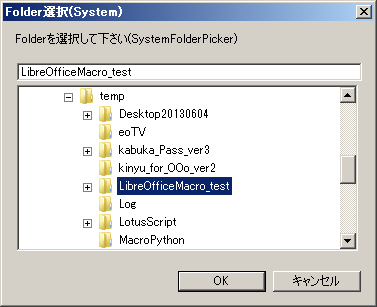 Folder選択(System)
Folderを選択して下さい(SystemFolderPicker)
LibreOfficeMacro_test
temp
Desktop20130604
eoTV
kabuka_Pass_ver3
kinyu_for_OOo_ver2
LibreOfficeMacro_test
Log
LotusScript
MacroPython
OK キャンセル